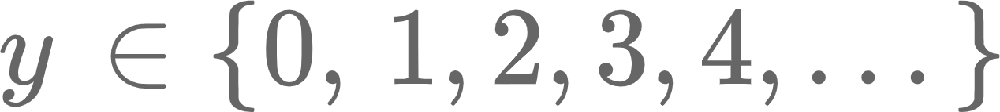 y ∈ {0, 1, 2, 3, 4, . . . }